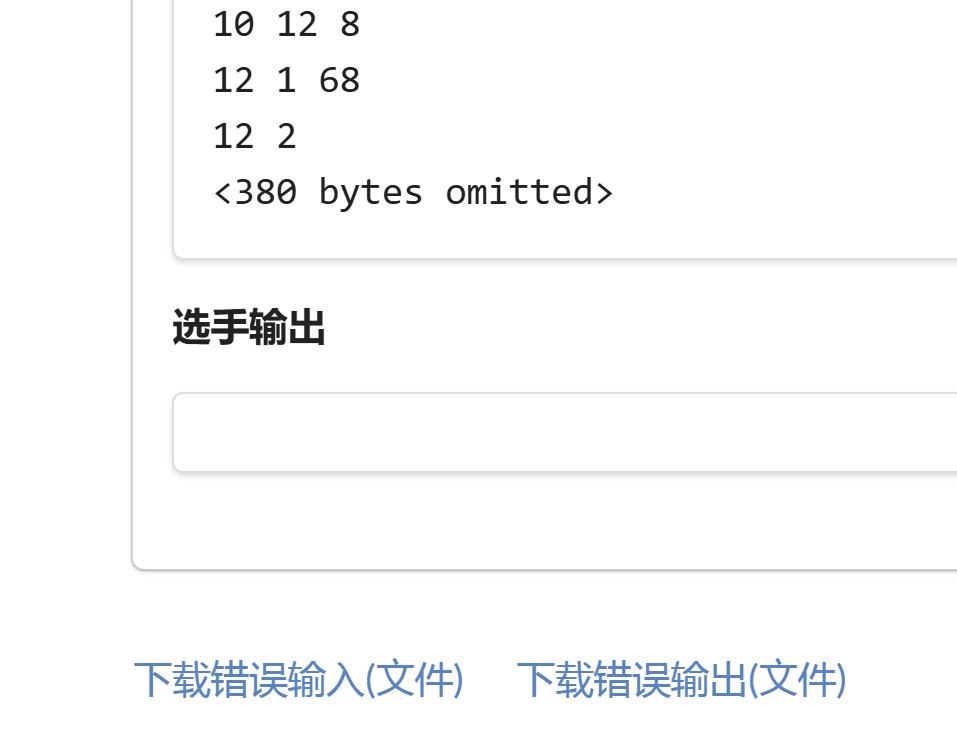 10 12 8
12 1 68
12 2
<380 bytes omitted>
选手输出
下载错误输入(文件) 下载错误输出(文件)